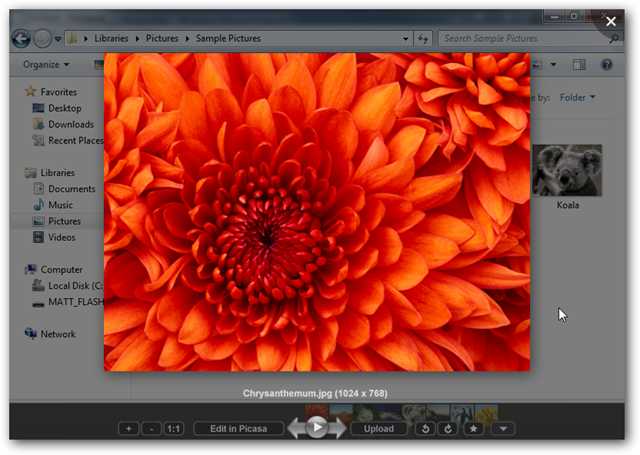 Libraries Pictures Sample Pictures Search Sample Pictures
Organize
Favorites
Desktop
Downloads
Recent Places
Libraries
Documents
Music
Pictures
Videos
Computer
Local Disk (C:
MATT_FLASH
Network
by: Folder
Koala
Chrysanthemum.jpg (1024 x 768)
+ - 1:1 Edit in Picasa Upload